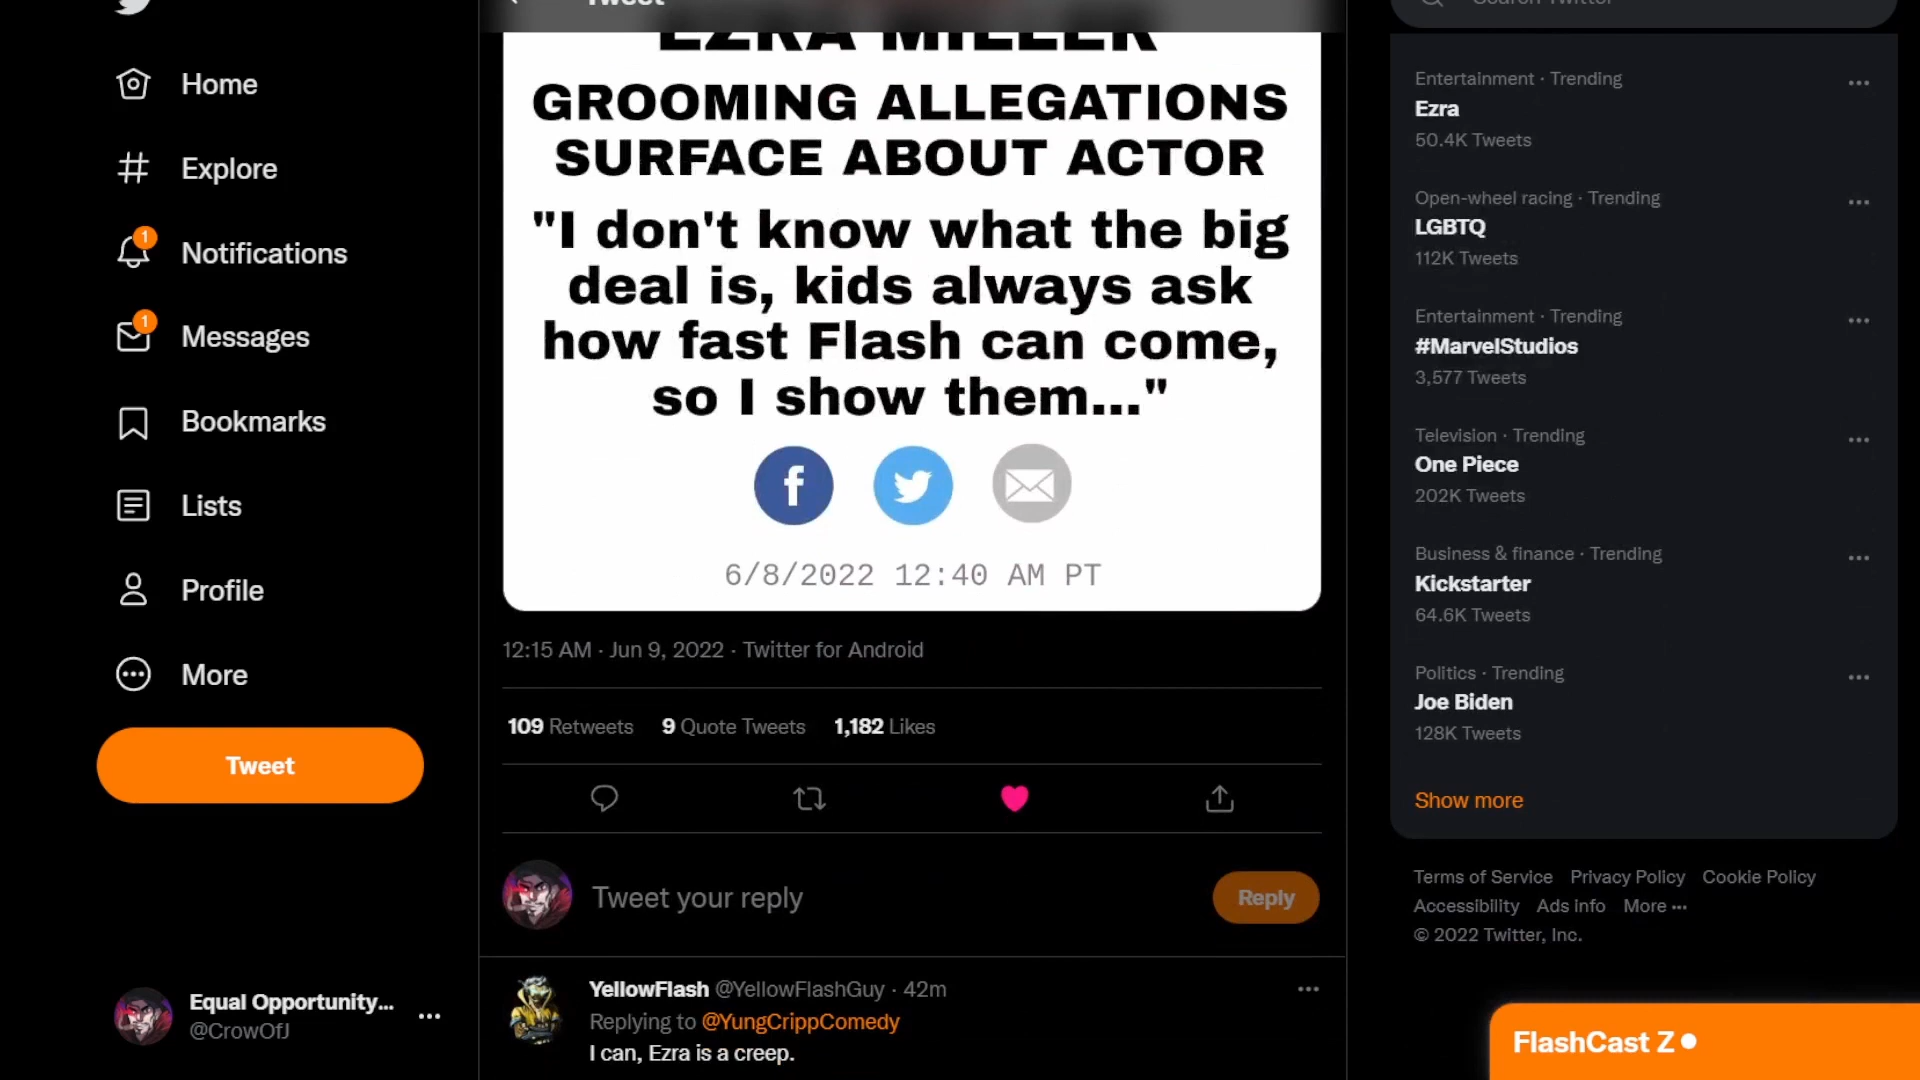 Tweet
Search Twitter
Home
Explore
1
Notifications
1
Messages
Bookmarks
Lists
Profile
More
Tweet
Equal Opportunity...
@CrowOfJ
EZRA MILLER
GROOMING ALLEGATIONS
SURFACE ABOUT ACTOR
"I don't know what the big
deal is, kids always ask
how fast Flash can come,
so I show them..."
f
6/8/2022 12:40 AM PT
12:15 AM · Jun 9, 2022 · Twitter for Android
109 Retweets 9 Quote Tweets 1,182 Likes
Tweet your reply
Reply
YellowFlash @YellowFlashGuy · 42m
Replying to @YungCrippComedy
I can, Ezra is a creep.
Entertainment · Trending
Ezra
50.4K Tweets
Open-wheel racing · Trending
LGBTQ
112K Tweets
Entertainment · Trending
#MarvelStudios
3,577 Tweets
Television · Trending
One Piece
202K Tweets
Business & finance · Trending
Kickstarter
64.6K Tweets
Politics · Trending
Joe Biden
128K Tweets
Show more
Terms of Service Privacy Policy Cookie Policy
Accessibility Ads info More ...
© 2022 Twitter, Inc.
FlashCast Z